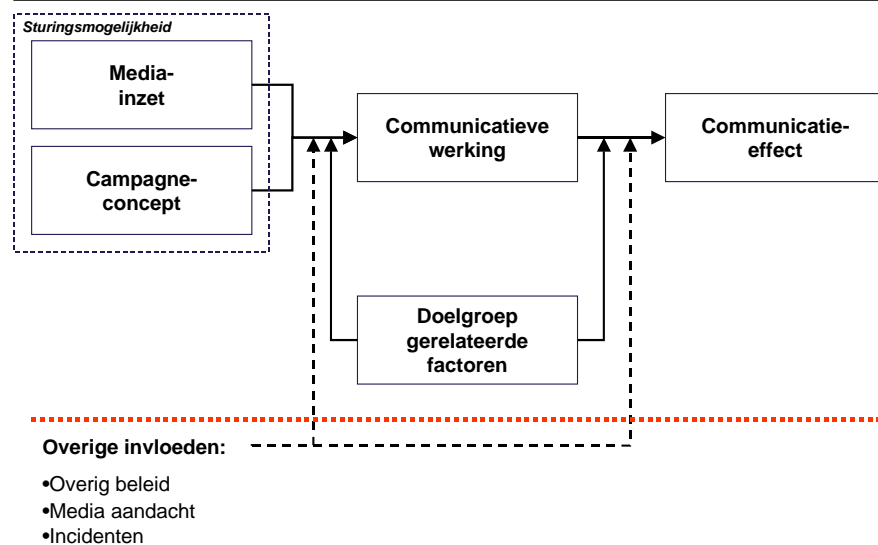 Sturingsmogelijkheid
Media-
inzet
Campagne-
concept
Communicatieve
werking
Communicatie-
effect
Doelgroep
gerelateerde
factoren
Overige invloeden:
•Overig beleid
•Media aandacht
•Incidenten